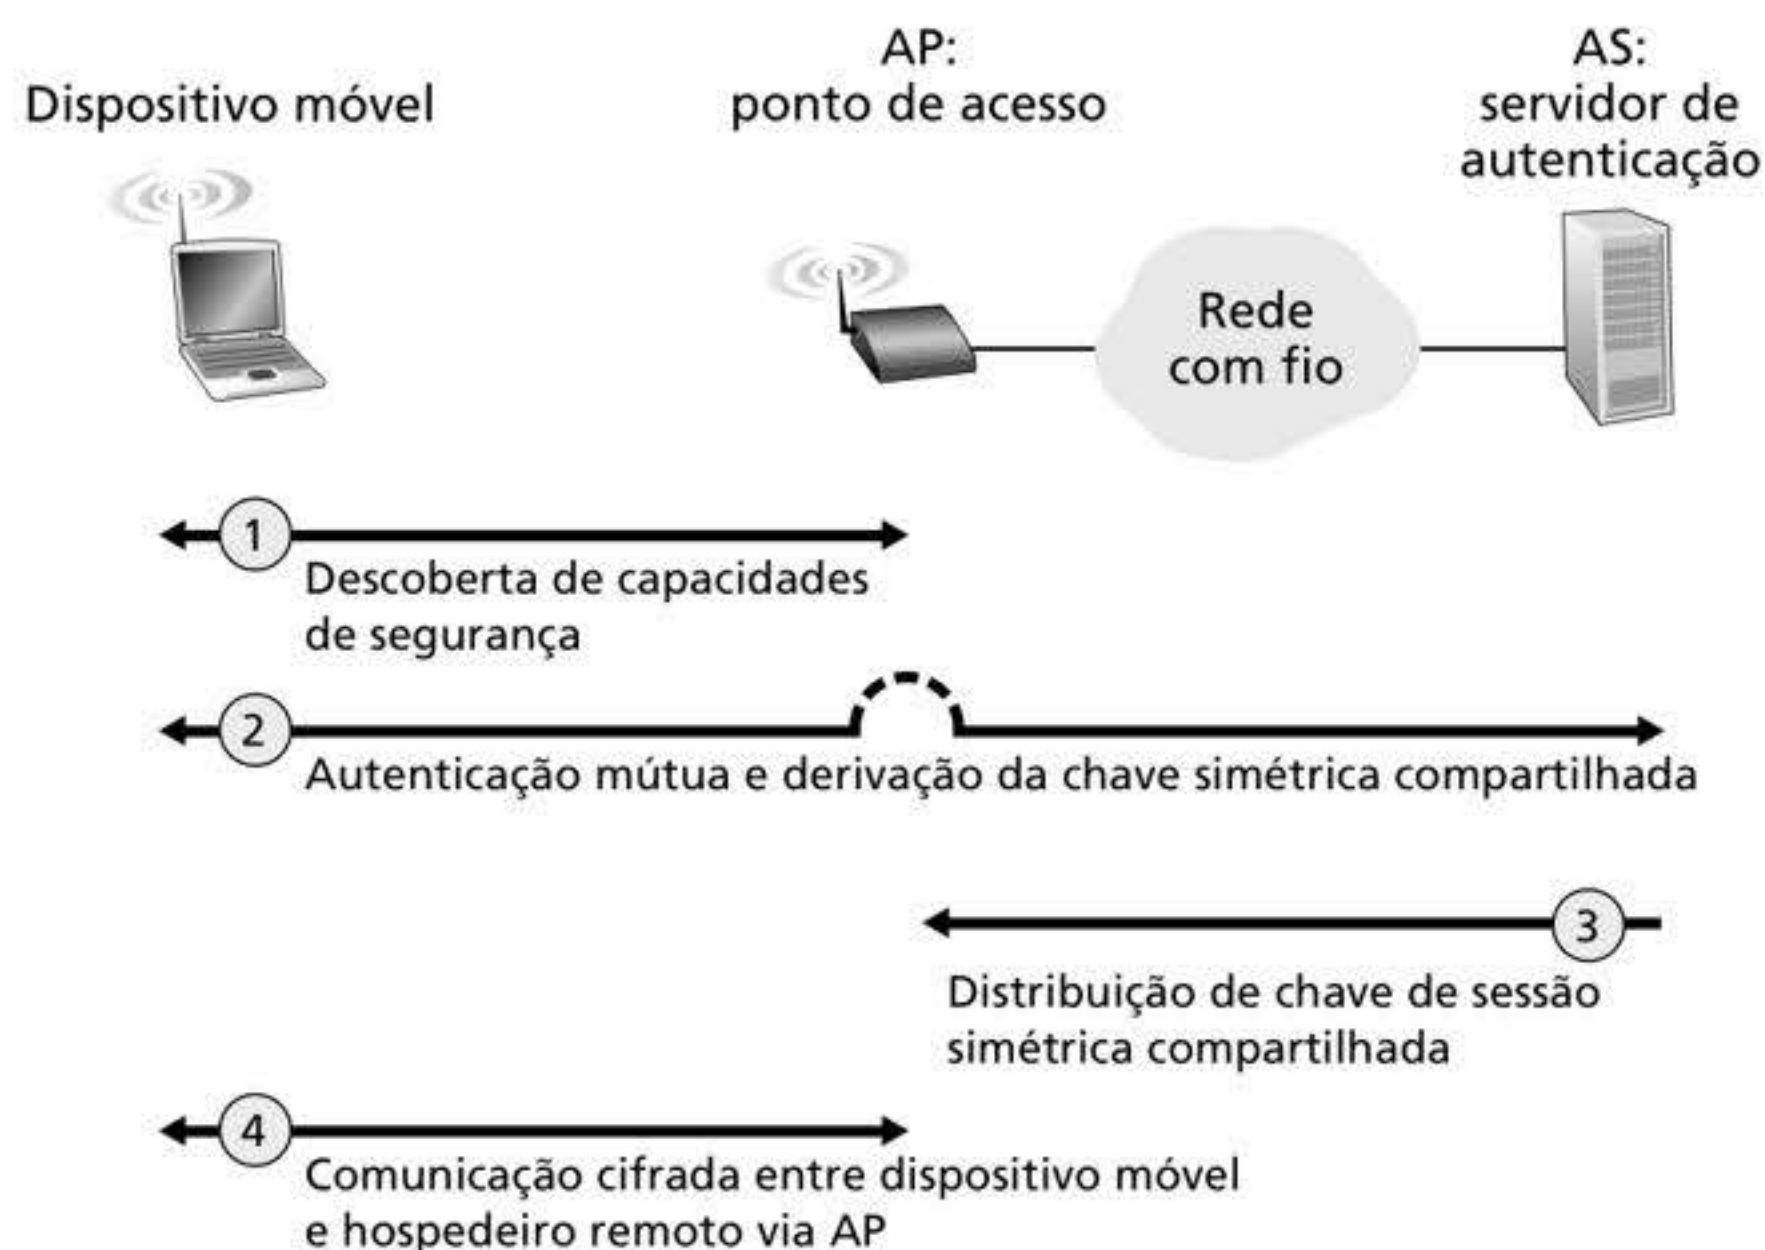 Dispositivo móvel
AP:
ponto de acesso
AS:
servidor de
autenticação
Rede
com fio
1
Descoberta de capacidades
de segurança
2
Autenticação mútua e derivação da chave simétrica compartilhada
3
Distribuição de chave de sessão
simétrica compartilhada
4
Comunicação cifrada entre dispositivo móvel
e hospedeiro remoto via AP